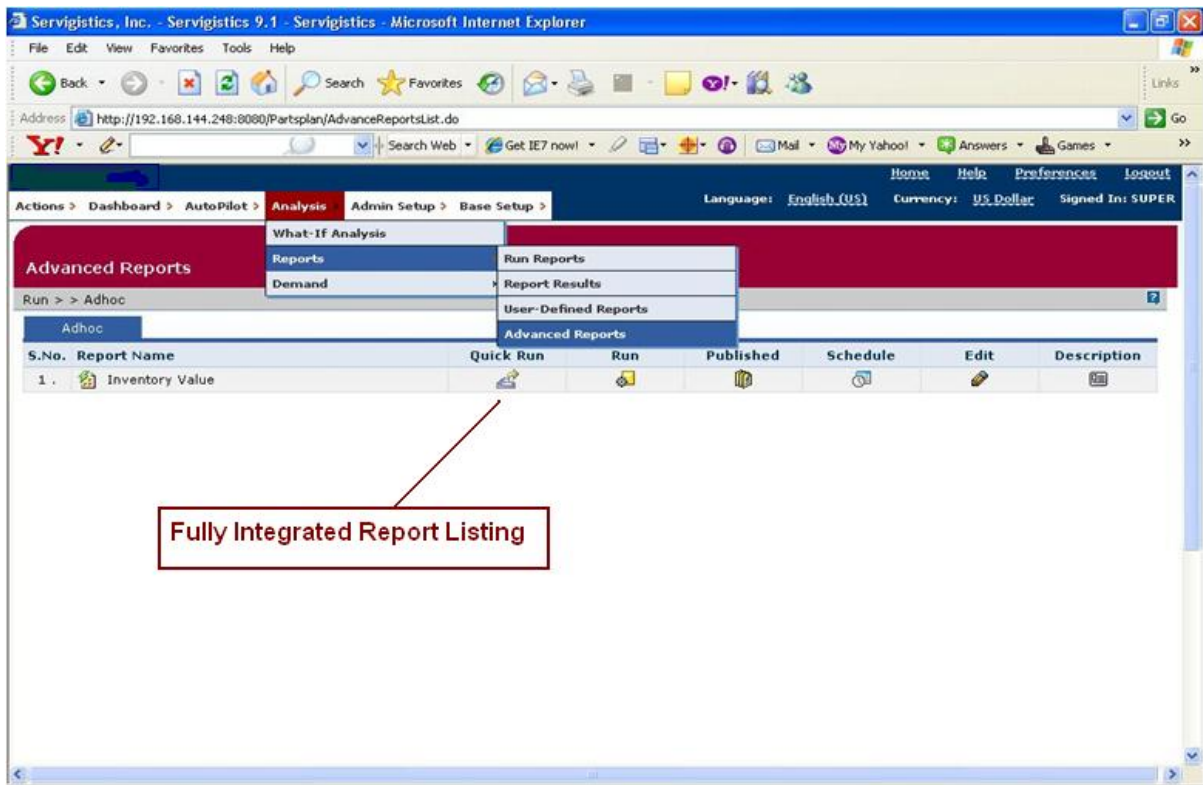 Servigistics, Inc. - Servigistics 9.1 - Servigistics - Microsoft Internet Explorer
File Edit View Favorites Tools Help
Back Search Favorites Links
Address http://192.168.144.248:8080/Partsplan/AdvanceReportsList.do Go
Y! Search Web Get IE7 now! Mail My Yahoo! Answers Games
Home Help Preferences Logout
Actions > Dashboard > AutoPilot > Analysis Admin Setup > Base Setup > Language: English (US) Currency: US Dollar Signed In: SUPER
What-If Analysis
Reports
Demand
Run Reports
Report Results
User-Defined Reports
Advanced Reports
Advanced Reports
Run > > Adhoc
Adhoc
S.No. Report Name Quick Run Run Published Schedule Edit Description
1 . Inventory Value
Fully Integrated Report Listing